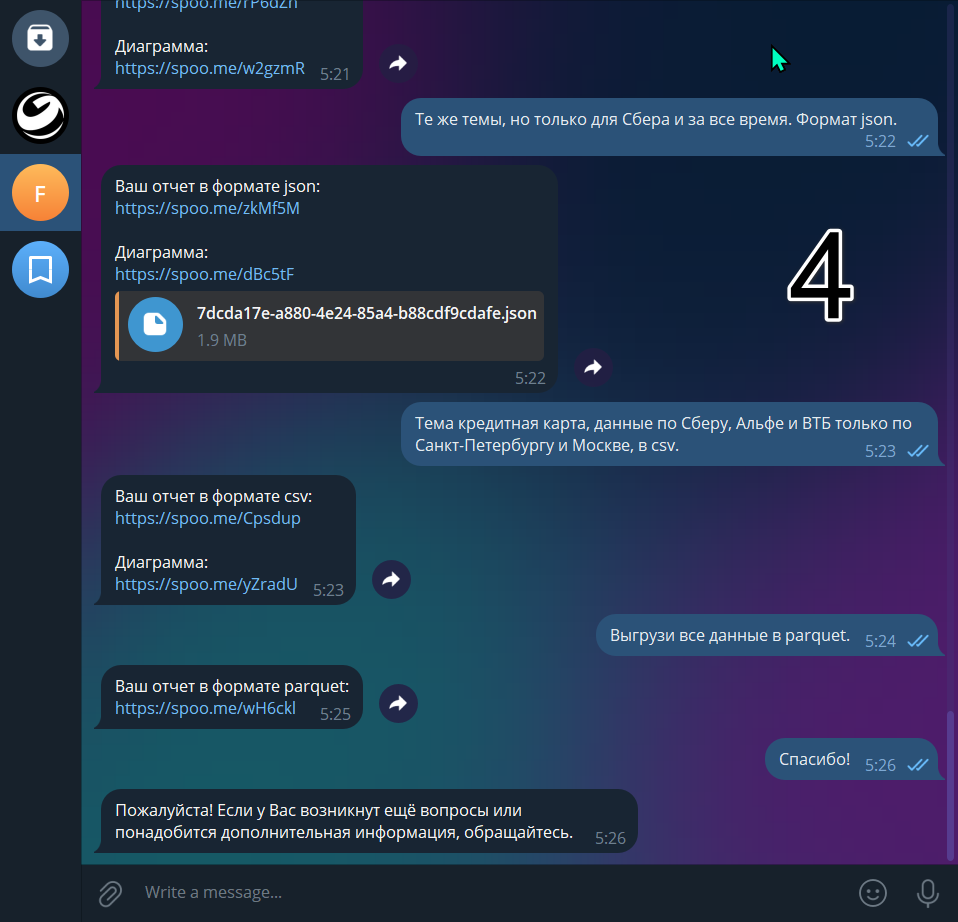 https://spoo.me/rP6dZh
Диаграмма:
https://spoo.me/w2gzmR 5:21
Те же темы, но только для Сбера и за все время. Формат json.
5:22
Ваш отчет в формате json:
https://spoo.me/zkMf5M
Диаграмма:
https://spoo.me/dBc5tF
7dcda17e-a880-4e24-85a4-b88cdf9cdafe.json
1.9 MB
5:22
4
F
Тема кредитная карта, данные по Сберу, Альфе и ВТБ только по
Санкт-Петербургу и Москве, в csv. 5:23
Ваш отчет в формате csv:
https://spoo.me/Cpsdup
Диаграмма:
https://spoo.me/yZradU 5:23
Выгрузи все данные в parquet. 5:24
Ваш отчет в формате parquet:
https://spoo.me/wH6ckl 5:25
Спасибо! 5:26
Пожалуйста! Если у Вас возникнут ещё вопросы или
понадобится дополнительная информация, обращайтесь. 5:26
Write a message...